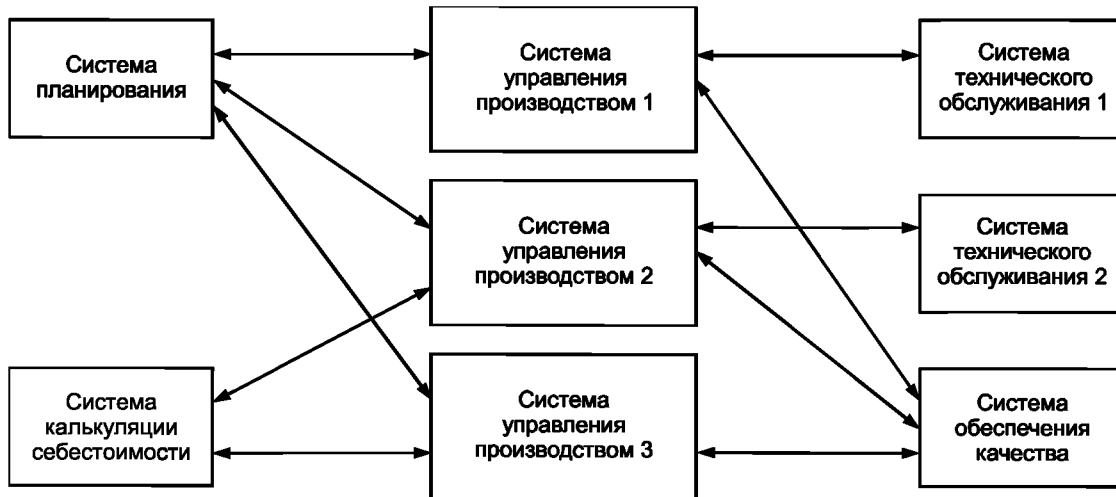 Система
планирования
Система
управления
производством 1
Система
технического
обслуживания 1
Система
управления
производством 2
Система
технического
обслуживания 2
Система
калькуляции
себестоимости
Система
управления
производством 3
Система
обеспечения
качества